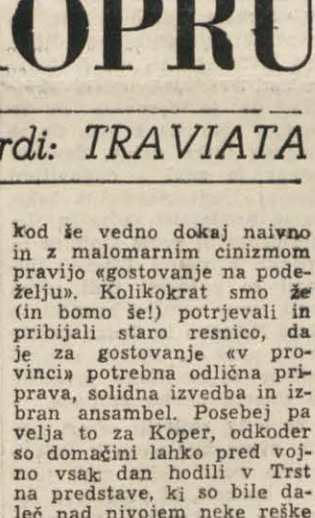 OPRU
rdi: TRAVIATA
kod še vedno dokaj naivno
in z malomarnim cinizmom
pravijo «gostovanje na pode-
želju». Kolikokrat smo že
(in bomo še!) potrjevali in
pribijali staro resnico, da
je za gostovanje «v pro-
vinci» potrebna odlična pri-
prava, solidna izvedba in iz-
bran ansambel. Posebej pa
velja to za Koper, odkoder
so domačini lahko pred voj-
no vsak dan hodili v Trst
na predstave, ki so bile da-
leč nad nivojem neke reške